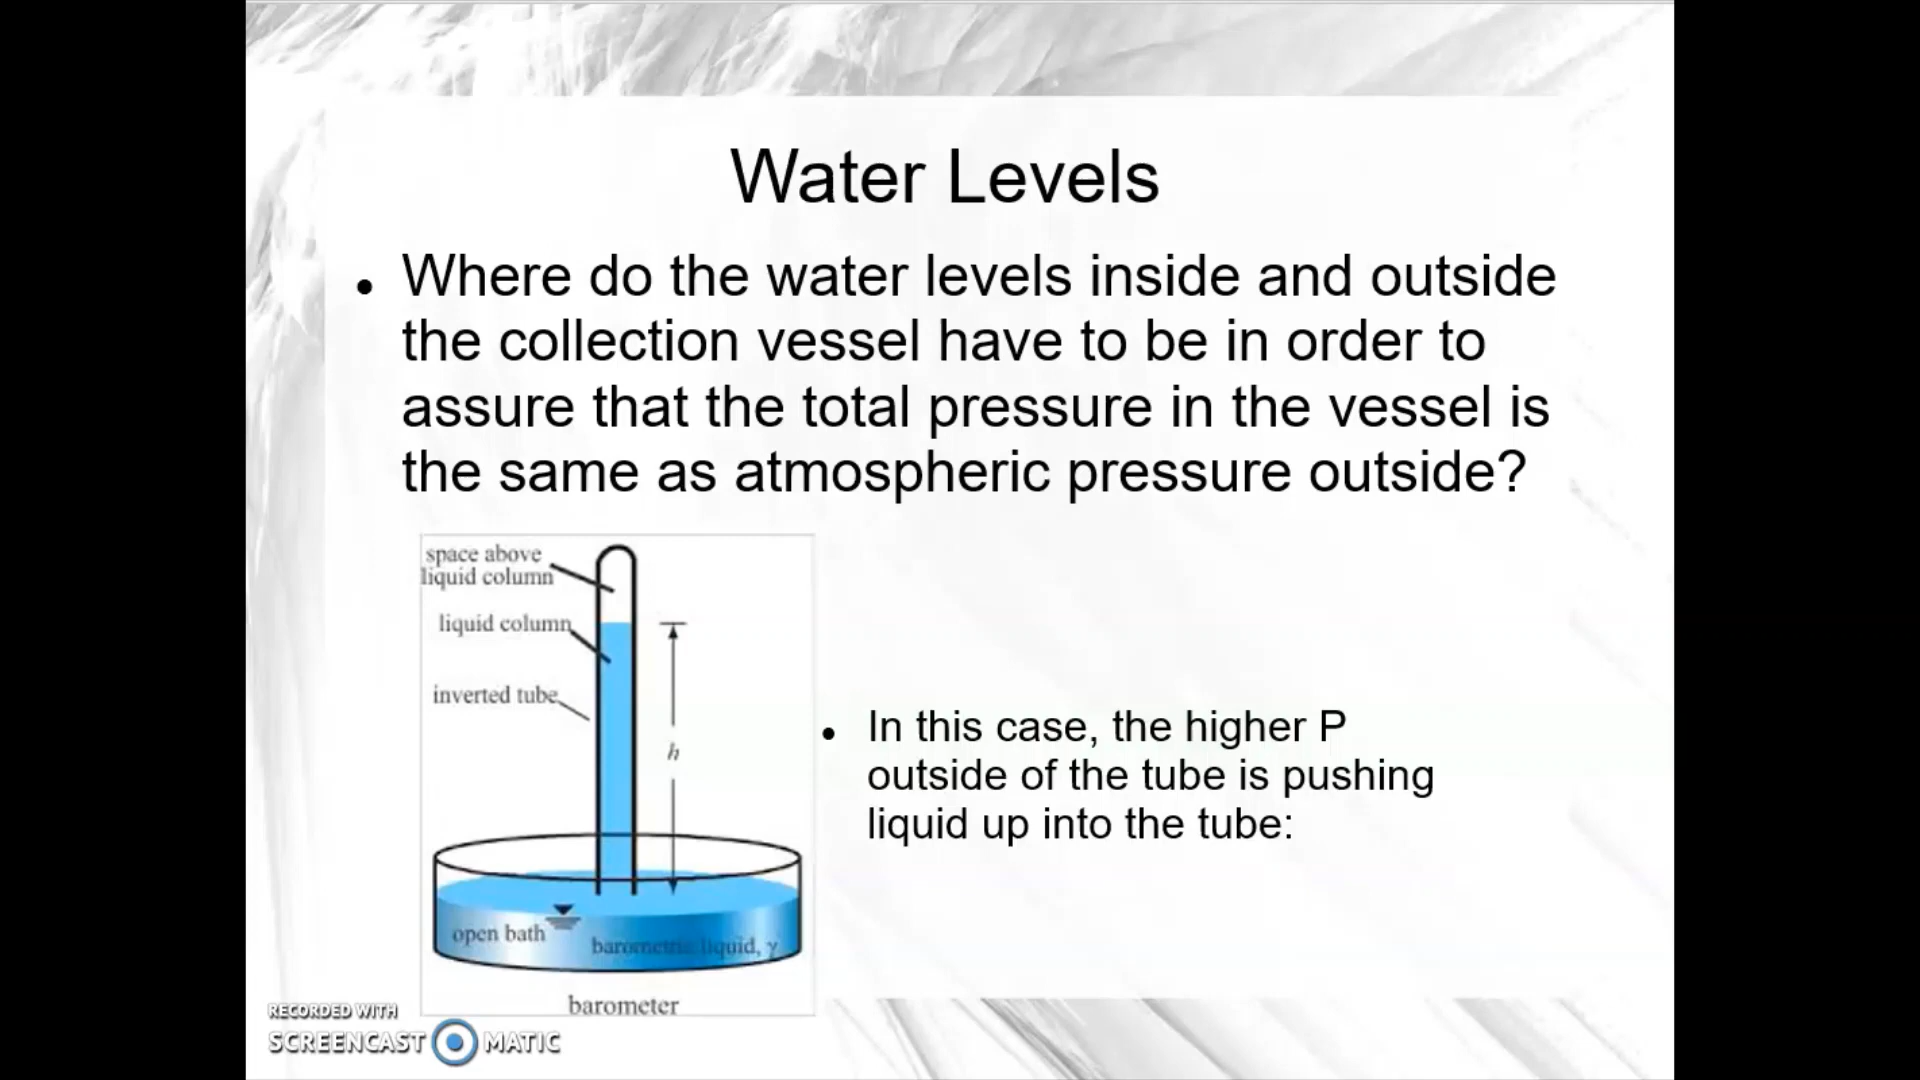 Water Levels
Where do the water levels inside and outside
the collection vessel have to be in order to
assure that the total pressure in the vessel is
the same as atmospheric pressure outside?
space above
liquid column
liquid column
inverted tube
h
In this case, the higher P
outside of the tube is pushing
liquid up into the tube:
open bath
barometric liquid, γ
barometer
RECORDED WITH
SCREENCAST MATIC